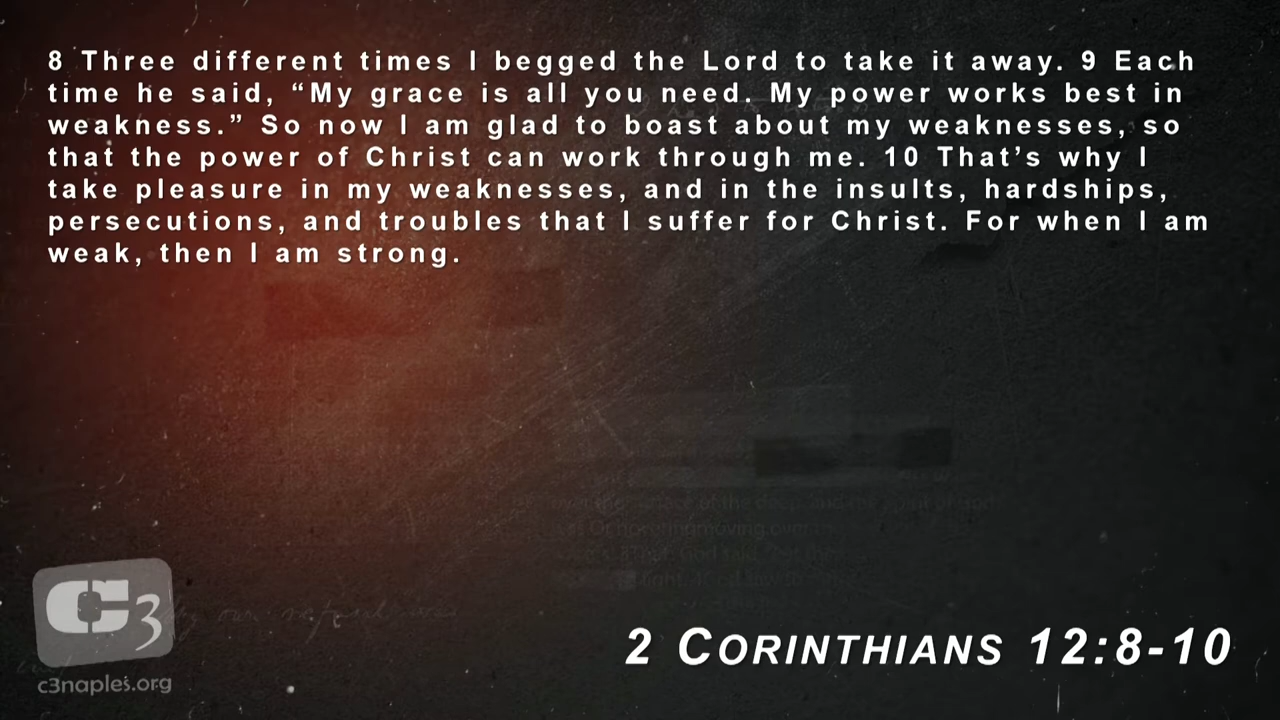 8 Three different times I begged the Lord to take it away. 9 Each
time he said, “My grace is all you need. My power works best in
weakness.” So now I am glad to boast about my weaknesses, so
that the power of Christ can work through me. 10 That’s why I
take pleasure in my weaknesses, and in the insults, hardships,
persecutions, and troubles that I suffer for Christ. For when I am
weak, then I am strong.
C3
c3naples.org
2 CORINTHIANS 12:8-10